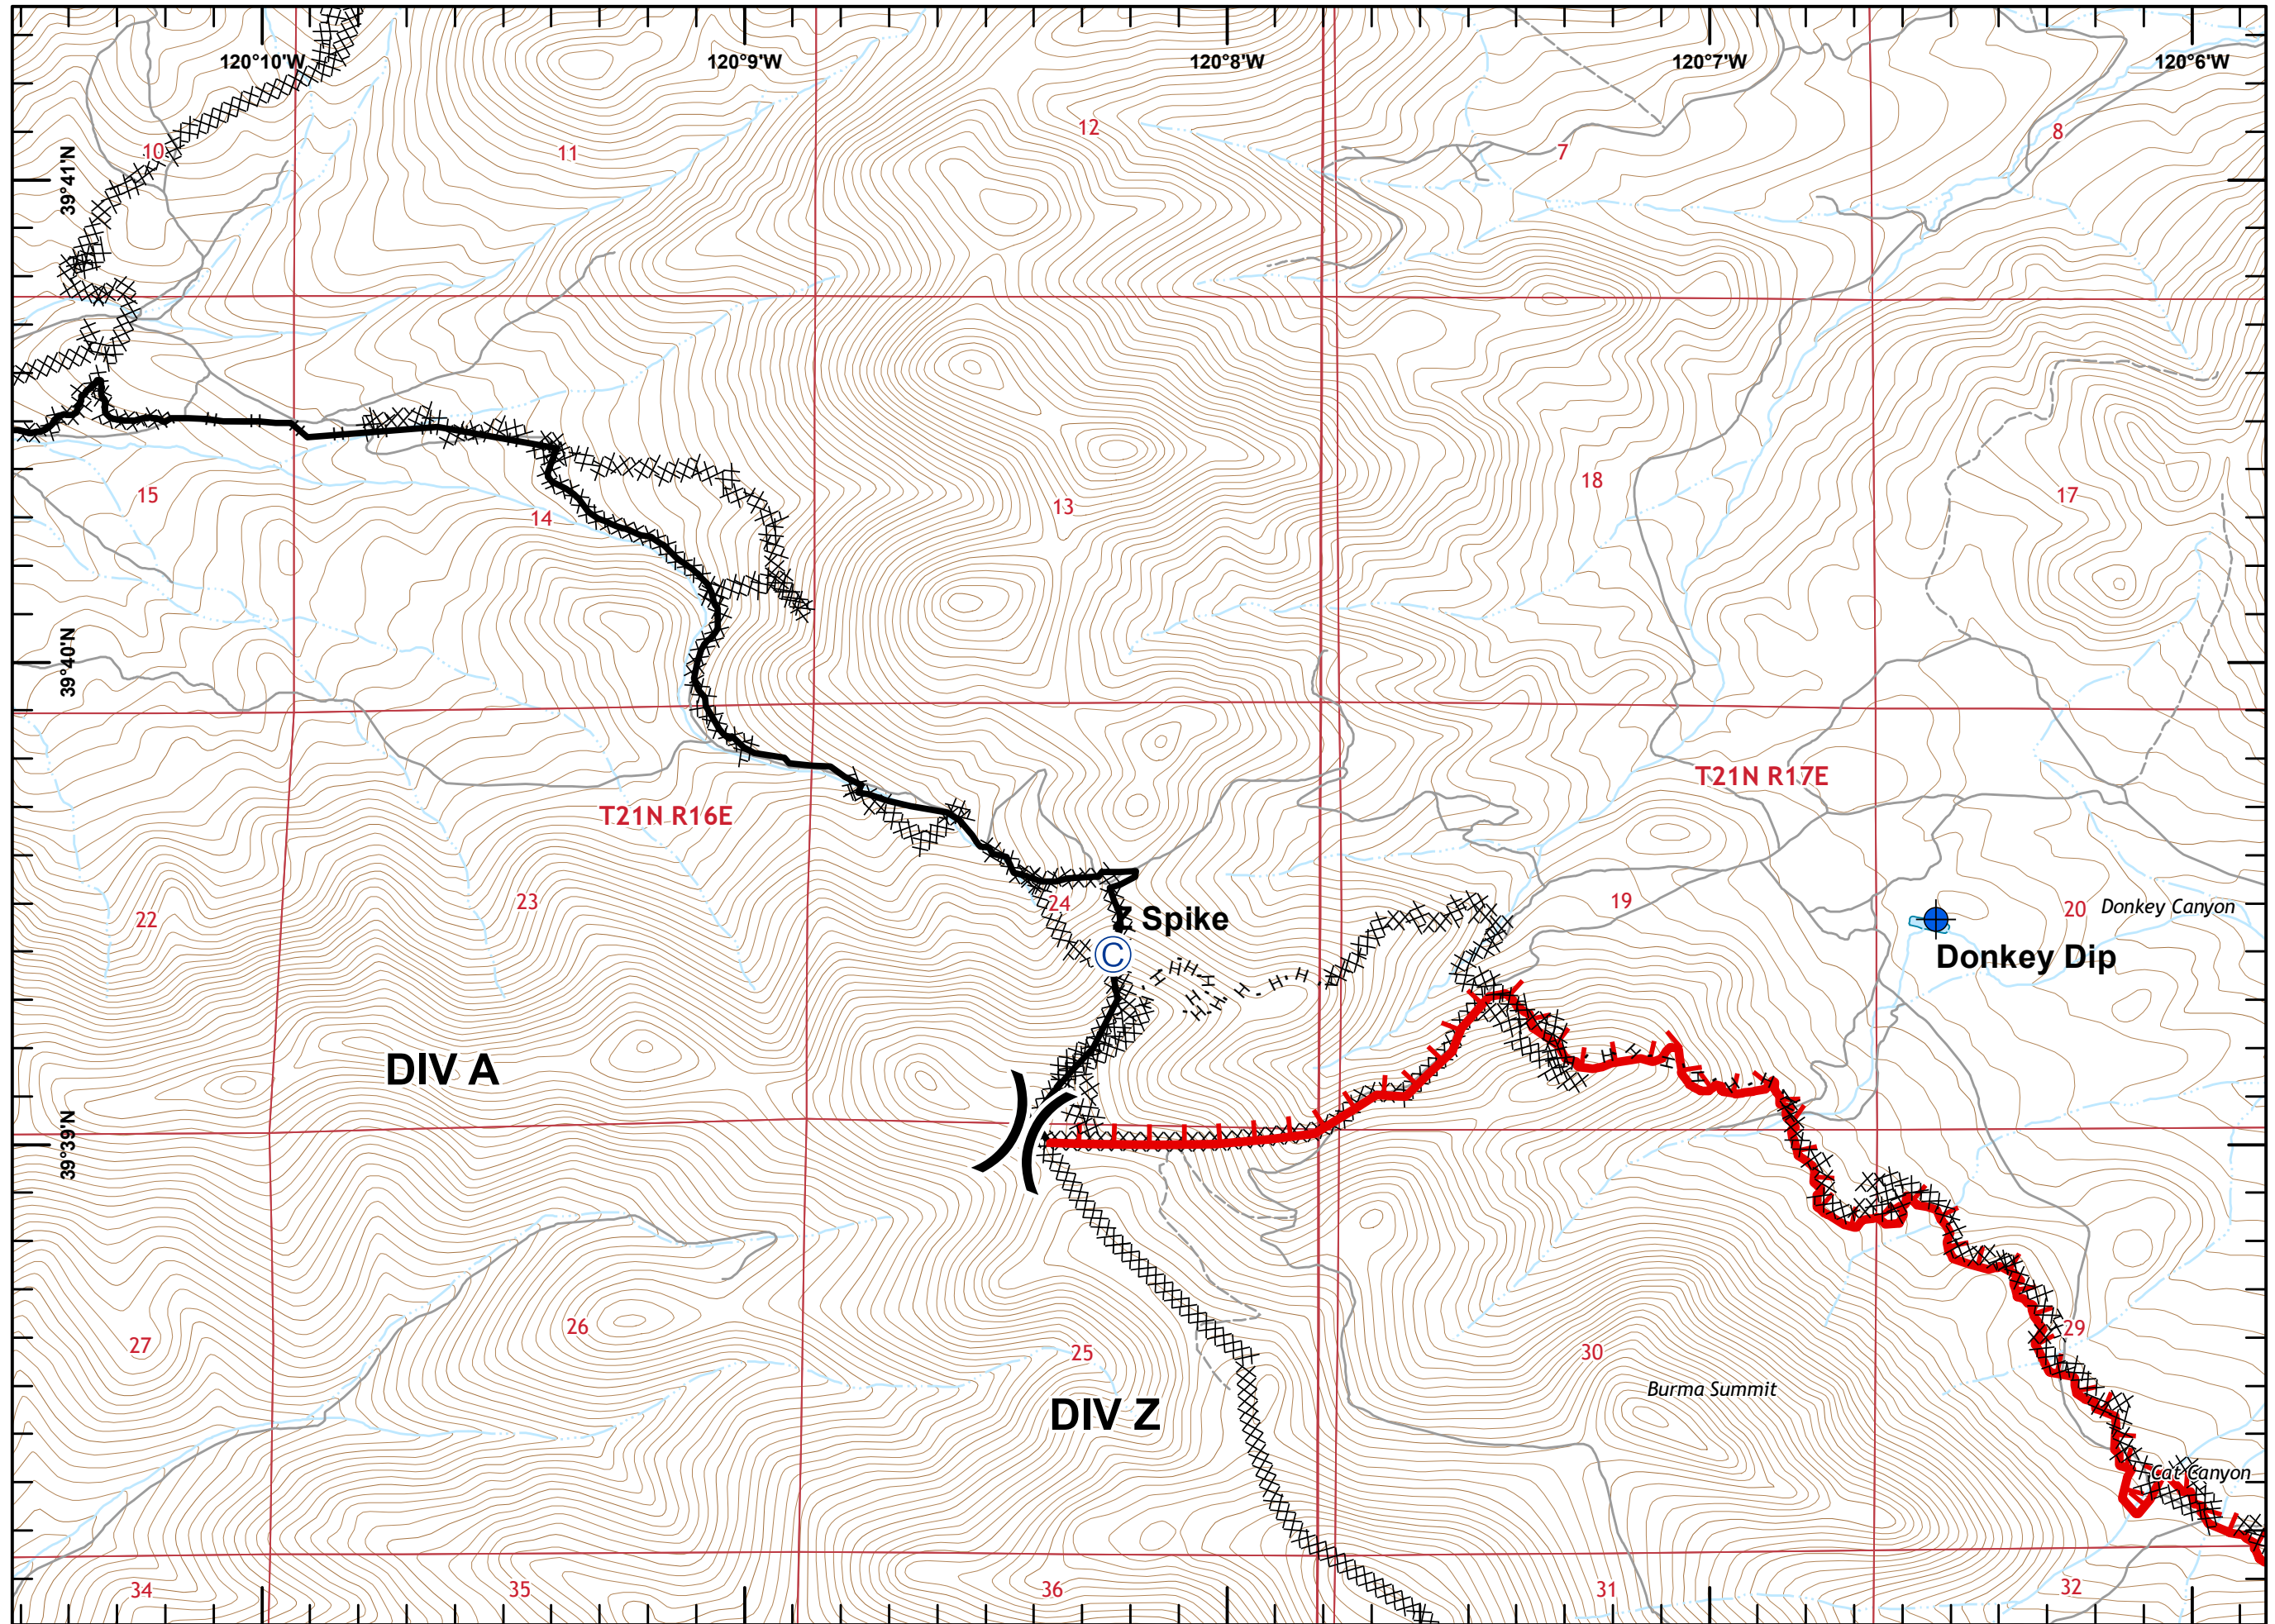 120°10'W
120°9'W
120°8'W
120°7'W
120°6'W
12
8
10
11
7
39°41'N
18
15
17
13
14
39°40'N
T21N R17E
T21N R16E
23
24
19
22
Z Spike
20
Donkey Canyon
C
Donkey Dip
DIV A
39°39'N
26
29
27
25
30
Burma Summit
DIV Z
Cat Canyon
34
35
36
31
32
H
H
H
H
H
H
H
H
H
H
H